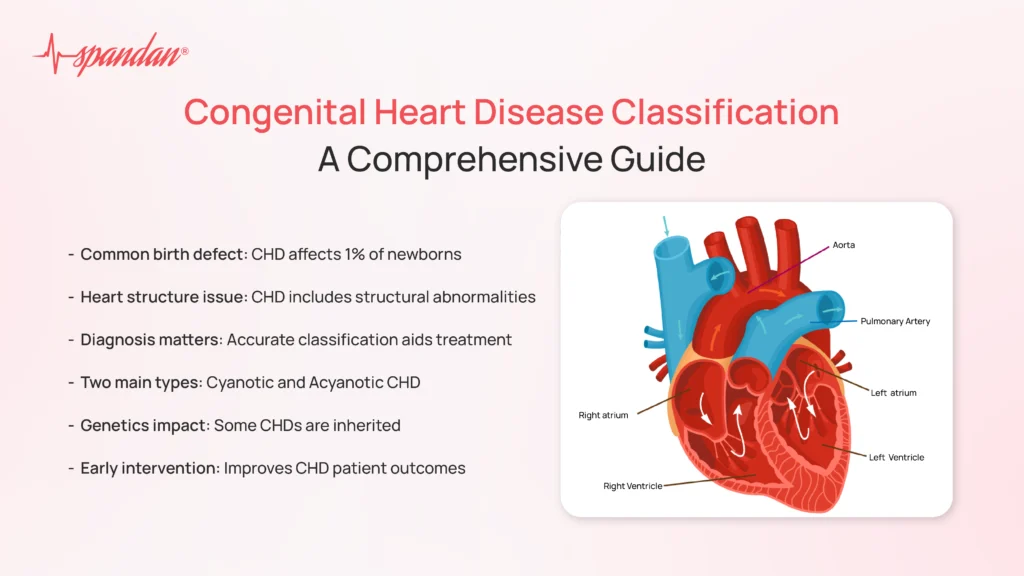 spandan®
Congenital Heart Disease Classification
A Comprehensive Guide
- Common birth defect: CHD affects 1% of newborns
- Heart structure issue: CHD includes structural abnormalities
- Diagnosis matters: Accurate classification aids treatment
- Two main types: Cyanotic and Acyanotic CHD
- Genetics impact: Some CHDs are inherited
- Early intervention: Improves CHD patient outcomes
Aorta
Pulmonary Artery
Left atrium
Right atrium
Left Ventricle
Right Ventricle